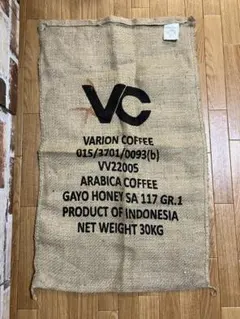 VC
VARION COFFEE
015/3701/0093(b)
VV22005
ARABICA COFFEE
GAYO HONEY SA 117 GR.1
PRODUCT OF INDONESIA
NET WEIGHT 30KG